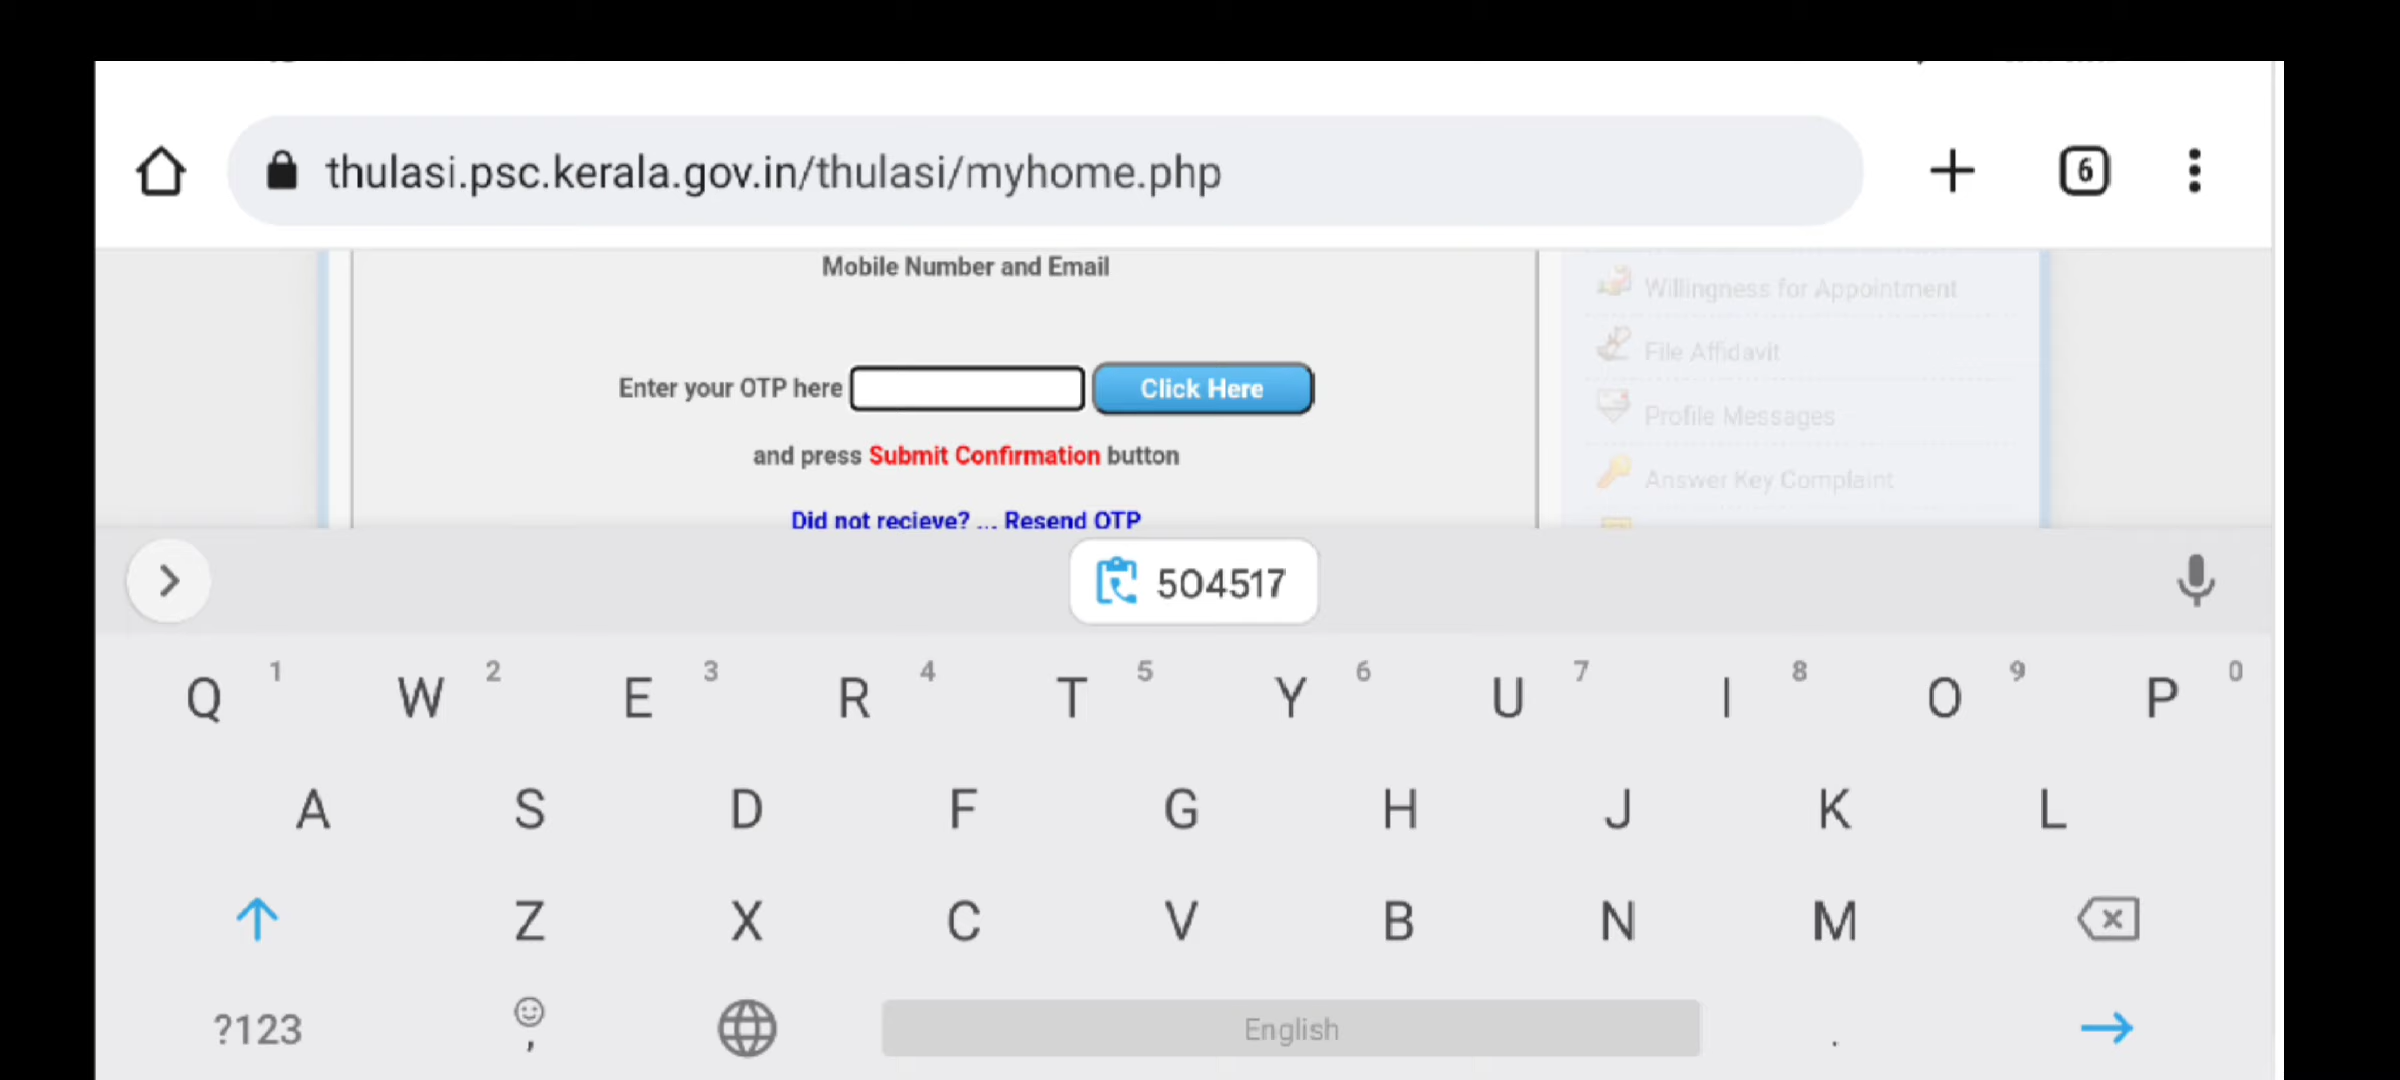 thulasi.psc.kerala.gov.in/thulasi/myhome.php
6
Mobile Number and Email
Enter your OTP here
Click Here
and press Submit Confirmation button
Did not recieve? ... Resend OTP
Willingness for Appointment
File Affidavit
Profile Messages
Answer Key Complaint
504517
Q 1 W 2 E 3 R 4 T 5 Y 6 U 7 I 8 O 9 P 0
A S D F G H J K L
Z X C V B N M
?123 , English .